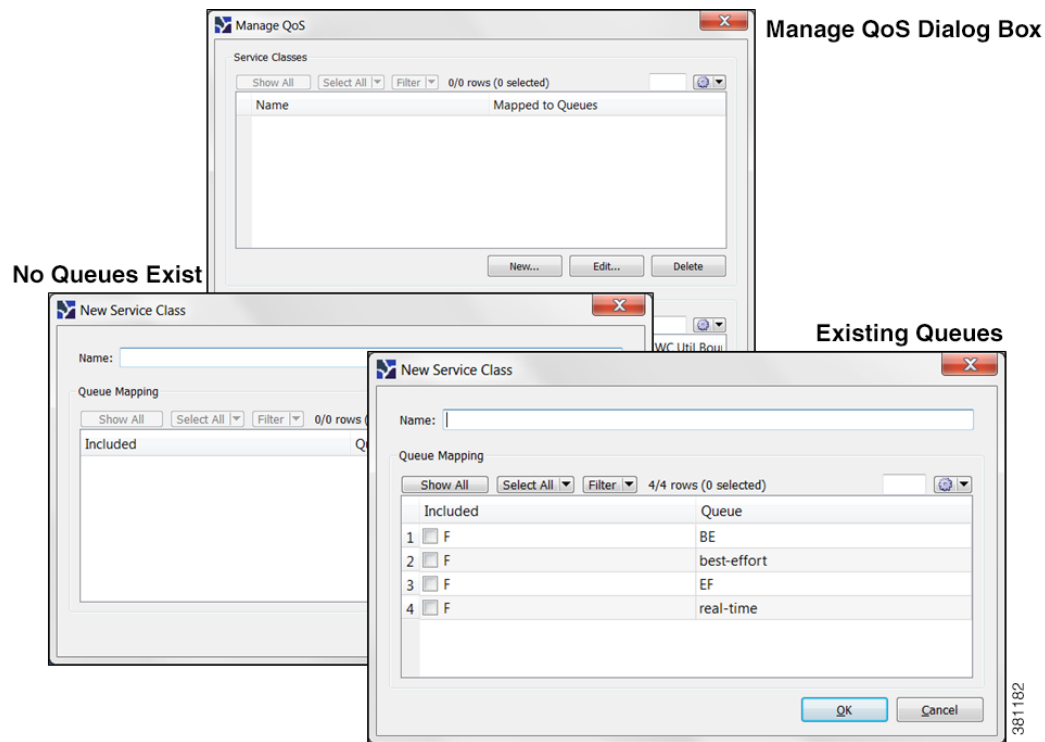 Manage QoS
Manage QoS Dialog Box
Service Classes
Show All Select All Filter 0/0 rows (0 selected)
Name Mapped to Queues
New... Edit... Delete
No Queues Exist
New Service Class
WC Util Bou
Name:
Queue Mapping
Show All Select All Filter 0/0 rows (
Included
Existing Queues
New Service Class
Name:
Queue Mapping
Show All Select All Filter 4/4 rows (0 selected)
Included Queue
1 F BE
2 F best-effort
3 F EF
4 F real-time
OK Cancel
381182